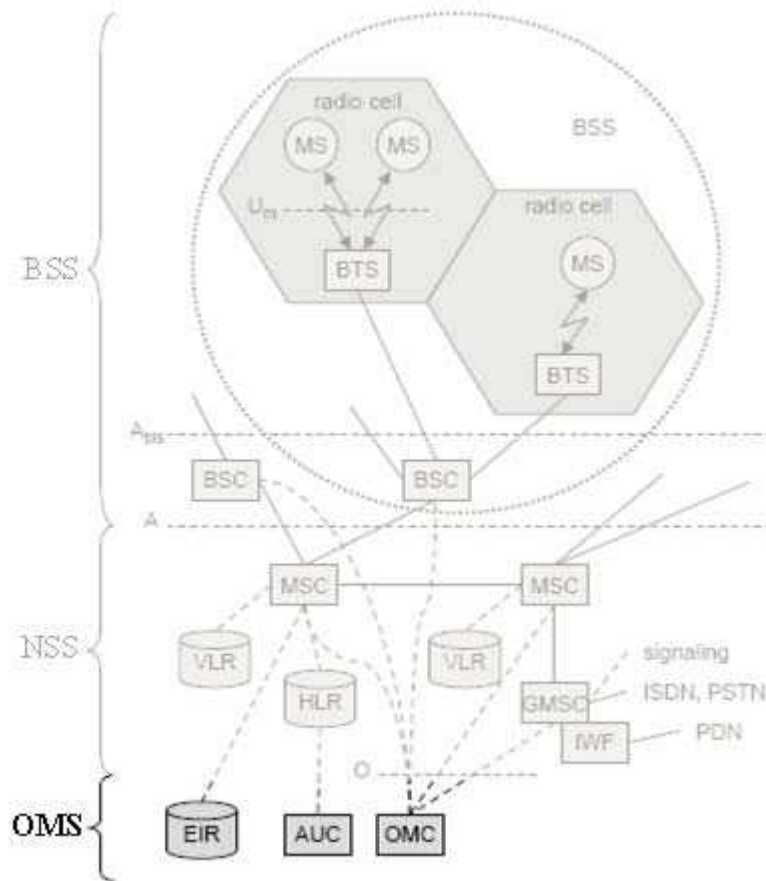 radio cell
BSS
MS MS
radio cell
Um
MS
BTS
BSS
BTS
Abis
BSC BSC
A
MSC MSC
NSS
VLR VLR
signaling
HLR
GMSC
ISDN, PSTN
IWF
PDN
O
OMS
EIR AUC OMC